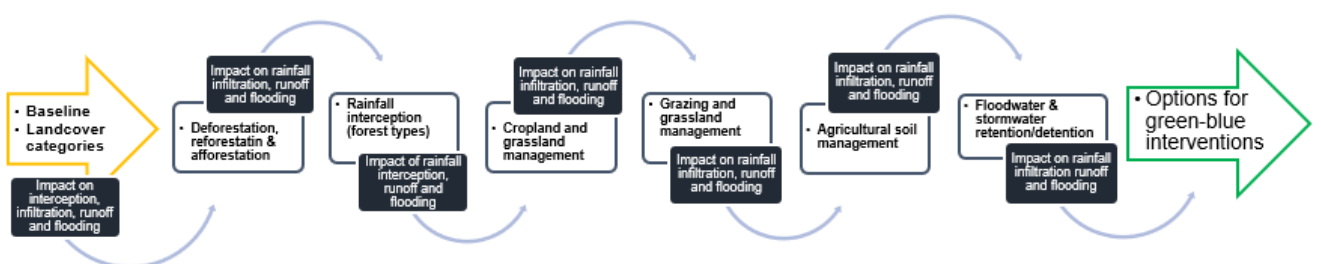 • Baseline
• Landcover
categories
Impact on
interception,
infiltration, runoff
and flooding
Impact on rainfall
infiltration, runoff
and flooding
• Deforestation,
reforestatin &
afforestation
• Rainfall
interception
(forest types)
Impact of rainfall
interception,
runoff and
flooding
Impact on rainfall
infiltration, runoff
and flooding
• Cropland and
grassland
management
• Grazing and
grassland
management
Impact on rainfall
infiltration, runoff
and flooding
Impact on rainfall
infiltration, runoff
and flooding
• Agricultural soil
management
• Floodwater &
stormwater
retention/detention
Impact on rainfall
infiltration runoff
and flooding
• Options for
green-blue
interventions